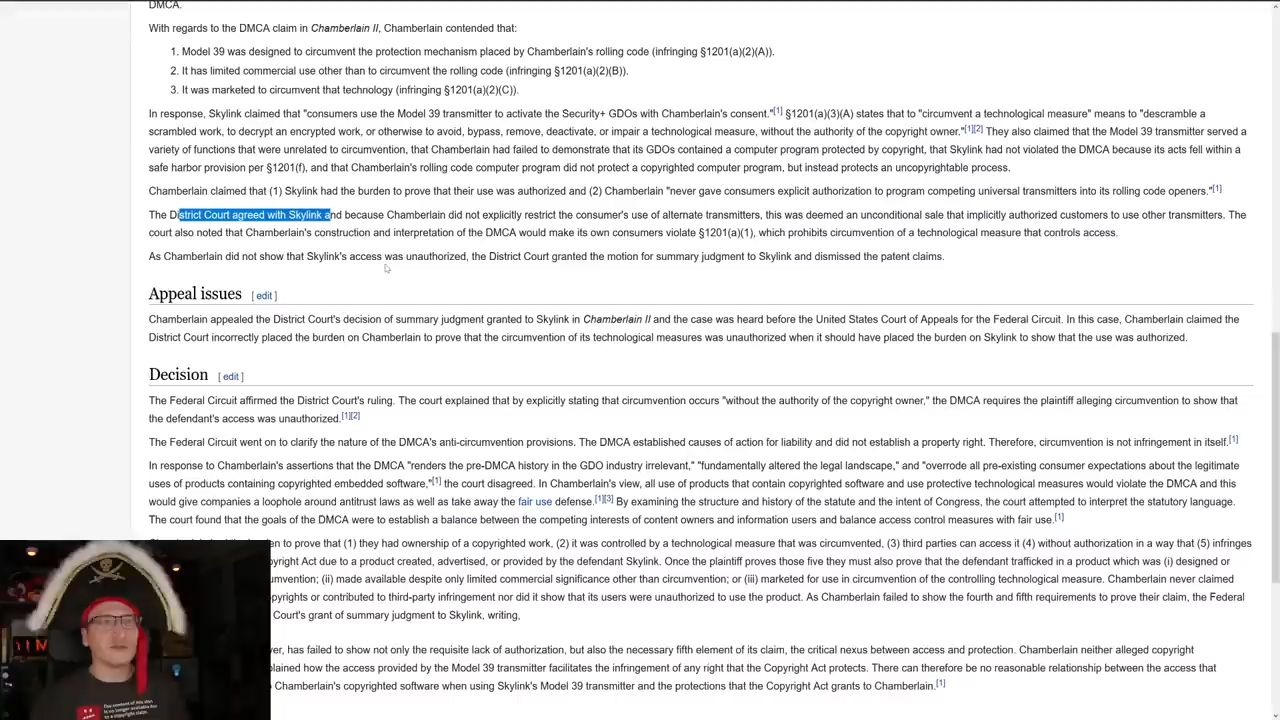 DMCA.
With regards to the DMCA claim in Chamberlain II, Chamberlain contended that:
1. Model 39 was designed to circumvent the protection mechanism placed by Chamberlain's rolling code (infringing §1201(a)(2)(A)).
2. It has limited commercial use other than to circumvent the rolling code (infringing §1201(a)(2)(B)).
3. It was marketed to circumvent that technology (infringing §1201(a)(2)(C)).
In response, Skylink claimed that "consumers use the Model 39 transmitter to activate the Security+ GDOs with Chamberlain's consent."[1] §1201(a)(3)(A) states that to "circumvent a technological measure" means to "descramble a
scrambled work, to decrypt an encrypted work, or otherwise to avoid, bypass, remove, deactivate, or impair a technological measure, without the authority of the copyright owner."[1][2] They also claimed that the Model 39 transmitter served a
variety of functions that were unrelated to circumvention, that Chamberlain had failed to demonstrate that its GDOs contained a computer program protected by copyright, that Skylink had not violated the DMCA because its acts fell within a
safe harbor provision per §1201(f), and that Chamberlain's rolling code computer program did not protect a copyrighted computer program, but instead protects an uncopyrightable process.
Chamberlain claimed that (1) Skylink had the burden to prove that their use was authorized and (2) Chamberlain "never gave consumers explicit authorization to program competing universal transmitters into its rolling code openers."[1]
The District Court agreed with Skylink and because Chamberlain did not explicitly restrict the consumer's use of alternate transmitters, this was deemed an unconditional sale that implicitly authorized customers to use other transmitters. The
court also noted that Chamberlain's construction and interpretation of the DMCA would make its own consumers violate §1201(a)(1), which prohibits circumvention of a technological measure that controls access.
As Chamberlain did not show that Skylink's access was unauthorized, the District Court granted the motion for summary judgment to Skylink and dismissed the patent claims.
Appeal issues [ edit ]
Chamberlain appealed the District Court's decision of summary judgment granted to Skylink in Chamberlain II and the case was heard before the United States Court of Appeals for the Federal Circuit. In this case, Chamberlain claimed the
District Court incorrectly placed the burden on Chamberlain to prove that the circumvention of its technological measures was unauthorized when it should have placed the burden on Skylink to show that the use was authorized.
Decision [ edit ]
The Federal Circuit affirmed the District Court's ruling. The court explained that by explicitly stating that circumvention occurs "without the authority of the copyright owner," the DMCA requires the plaintiff alleging circumvention to show that
the defendant's access was unauthorized.[1][2]
The Federal Circuit went on to clarify the nature of the DMCA's anti-circumvention provisions. The DMCA established causes of action for liability and did not establish a property right. Therefore, circumvention is not infringement in itself.[1]
In response to Chamberlain's assertions that the DMCA "renders the pre-DMCA history in the GDO industry irrelevant," "fundamentally altered the legal landscape," and "overrode all pre-existing consumer expectations about the legitimate
uses of products containing copyrighted embedded software,"[1] the court disagreed. In Chamberlain's view, all use of products that contain copyrighted software and use protective technological measures would violate the DMCA and this
would give companies a loophole around antitrust laws as well as take away the fair use defense.[1][3] By examining the structure and history of the statute and the intent of Congress, the court attempted to interpret the statutory language.
The court found that the goals of the DMCA were to establish a balance between the competing interests of content owners and information users and balance access control measures with fair use.[1]
en to prove that (1) they had ownership of a copyrighted work, (2) it was controlled by a technological measure that was circumvented, (3) third parties can access it (4) without authorization in a way that (5) infringes
pyright Act due to a product created, advertised, or provided by the defendant Skylink. Once the plaintiff proves those five they must also prove that the defendant trafficked in a product which was (i) designed or
umvention; (ii) made available despite only limited commercial significance other than circumvention; or (iii) marketed for use in circumvention of the controlling technological measure. Chamberlain never claimed
pyrights or contributed to third-party infringement nor did it show that its users were unauthorized to use the product. As Chamberlain failed to show the fourth and fifth requirements to prove their claim, the Federal
Court's grant of summary judgment to Skylink, writing,
er, has failed to show not only the requisite lack of authorization, but also the necessary fifth element of its claim, the critical nexus between access and protection. Chamberlain neither alleged copyright
plained how the access provided by the Model 39 transmitter facilitates the infringement of any right that the Copyright Act protects. There can therefore be no reasonable relationship between the access that
o Chamberlain's copyrighted software when using Skylink's Model 39 transmitter and the protections that the Copyright Act grants to Chamberlain.[1]